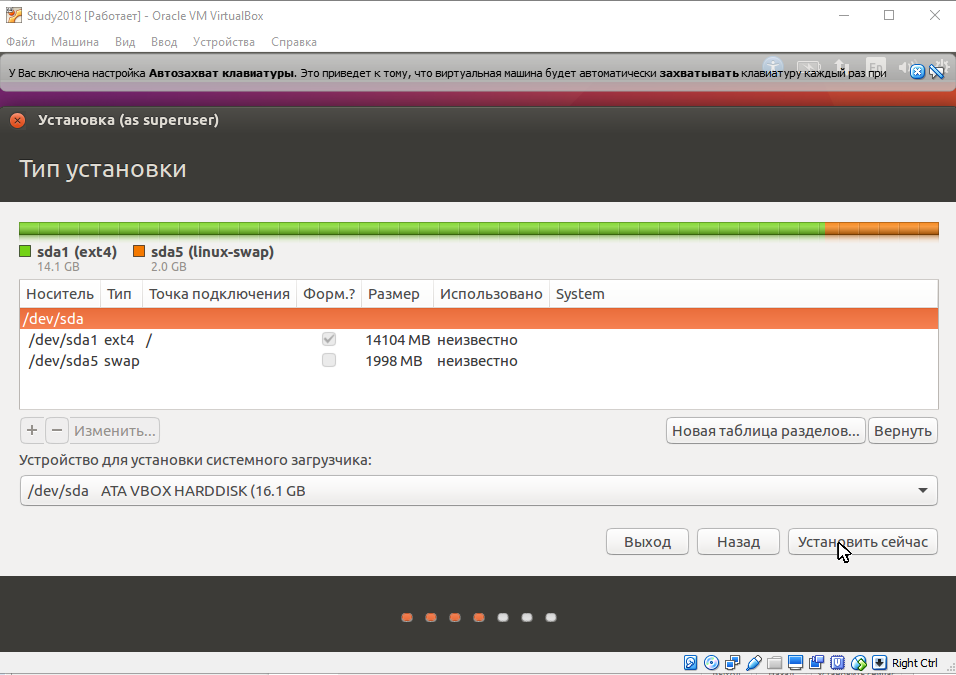 Study2018 [Работает] - Oracle VM VirtualBox
Файл Машина Вид Ввод Устройства Справка
У Вас включена настройка Автозахват клавиатуры. Это приведет к тому, что виртуальная машина будет автоматически захватывать клавиатуру каждый раз при
Установка (as superuser)
Тип установки
sda1 (ext4) sda5 (linux-swap)
14.1 GB 2.0 GB
Носитель Тип Точка подключения Форм.? Размер Использовано System
/dev/sda
/dev/sda1 ext4 / 14104 MB неизвестно
/dev/sda5 swap 1998 MB неизвестно
+ − Изменить... Новая таблица разделов... Вернуть
Устройство для установки системного загрузчика:
/dev/sda ATA VBOX HARDDISK (16.1 GB
Выход Назад Установить сейчас
Right Ctrl